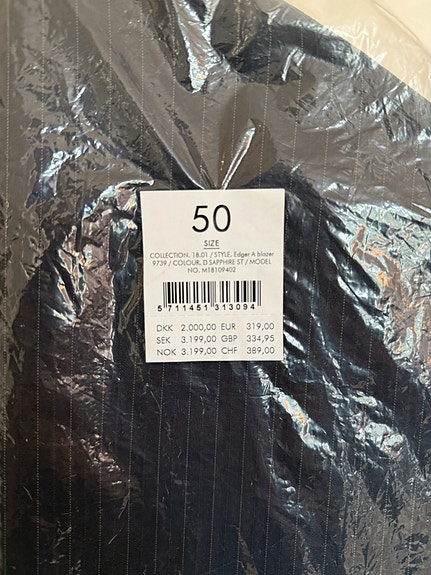 50
SIZE
COLLECTION. 18.01 / STYLE. Edger A blazer
9739 / COLOUR. D SAPPHIRE ST / MODEL
NO. M18109402
5 711451 313094
DKK 2.000,00 EUR 319,00
SEK 3.199,00 GBP 334,95
NOK 3.199,00 CHF 389,00